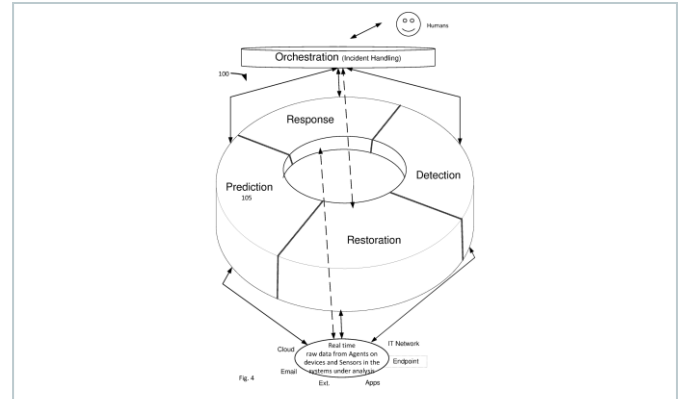 Humans
Orchestration (Incident Handling)
100
Response
Prediction
105
Detection
Restoration
Cloud
Real time
raw data from Agents on
devices and Sensors in the
systems under analysis
IT Network
Endpoint
Email
Ext.
Apps
Fig. 4